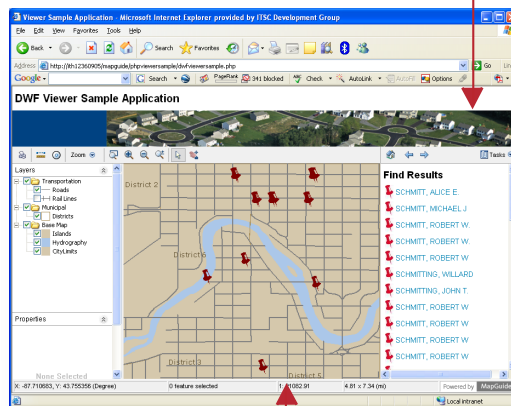 Viewer Sample Application - Microsoft Internet Explorer provided by ITSC Development Group
File Edit View Favorites Tools Help
Back Search Favorites
Address http://lth12360905/mapguide/phpviewersample/dwfviewersample.php Go
Google Search PageRank 341 blocked Check AutoLink AutoFill Options
DWF Viewer Sample Application
Zoom Tasks
Layers
Transportation
Roads
Rail Lines
Municipal
Districts
Base Map
Islands
Hydrography
CityLimits
Properties
None Selected
District 2
District 6
District 3
District 5
Find Results
SCHMITT, ALICE E.
SCHMITT, MICHAEL J
SCHMITT, ROBERT W
SCHMITT, ROBERT W
SCHMITT, ROBERT W
SCHMITTING, WILLARD
SCHMITTING, JOHN T.
SCHMITT, ROBERT W
SCHMITT, ROBERT W
SCHMITT, ROBERT W
SCHMITT, ROBERT W
X: -87.710663, Y: 43.755356 (Degree) 0 feature selected 1: 1082.91 4.81 x 7.34 (mi) Powered by MapGuide
Local intranet